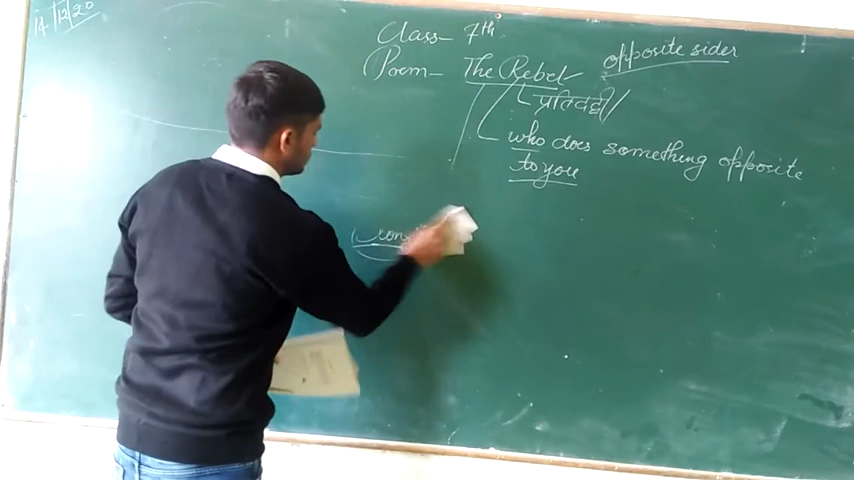 14/12/20
Class- 7th
Poem- The Rebel
opposite sider
प्रतिद्वंदी
who does something opposite
to you